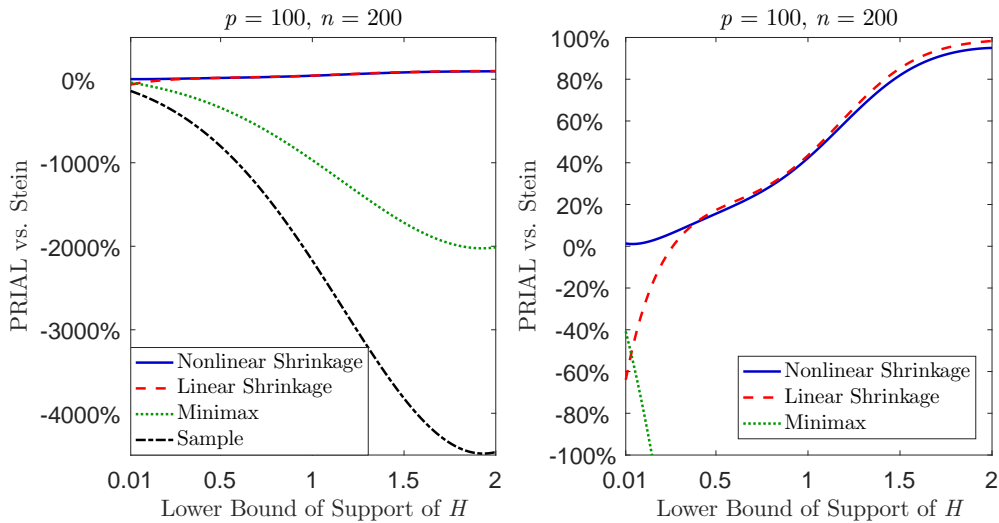 p = 100, n = 200
PRIAL vs. Stein
0%
-1000%
-2000%
-3000%
-4000%
Nonlinear Shrinkage
Linear Shrinkage
Minimax
Sample
0.01 0.5 1 1.5 2
Lower Bound of Support of H
p = 100, n = 200
PRIAL vs. Stein
100%
80%
60%
40%
20%
0%
-20%
-40%
-60%
-80%
-100%
Nonlinear Shrinkage
Linear Shrinkage
Minimax
0.01 0.5 1 1.5 2
Lower Bound of Support of H